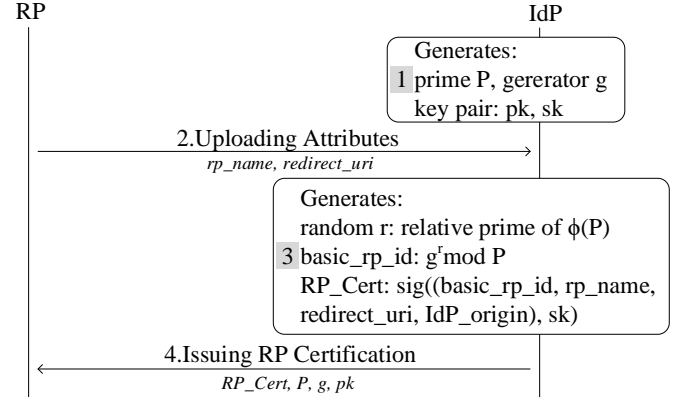 RP IdP
Generates:
1 prime P, gererator g
key pair: pk, sk
2.Uploading Attributes
rp_name, redirect_uri
Generates:
random r: relative prime of ϕ(P)
3 basic_rp_id: gʳmod P
RP_Cert: sig((basic_rp_id, rp_name,
redirect_uri, IdP_origin), sk)
4.Issuing RP Certification
RP_Cert, P, g, pk